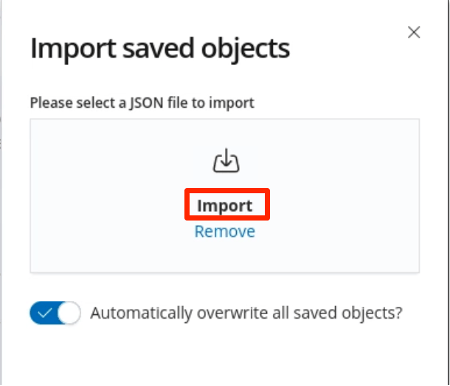 Import saved objects
Please select a JSON file to import
Import
Remove
Automatically overwrite all saved objects?